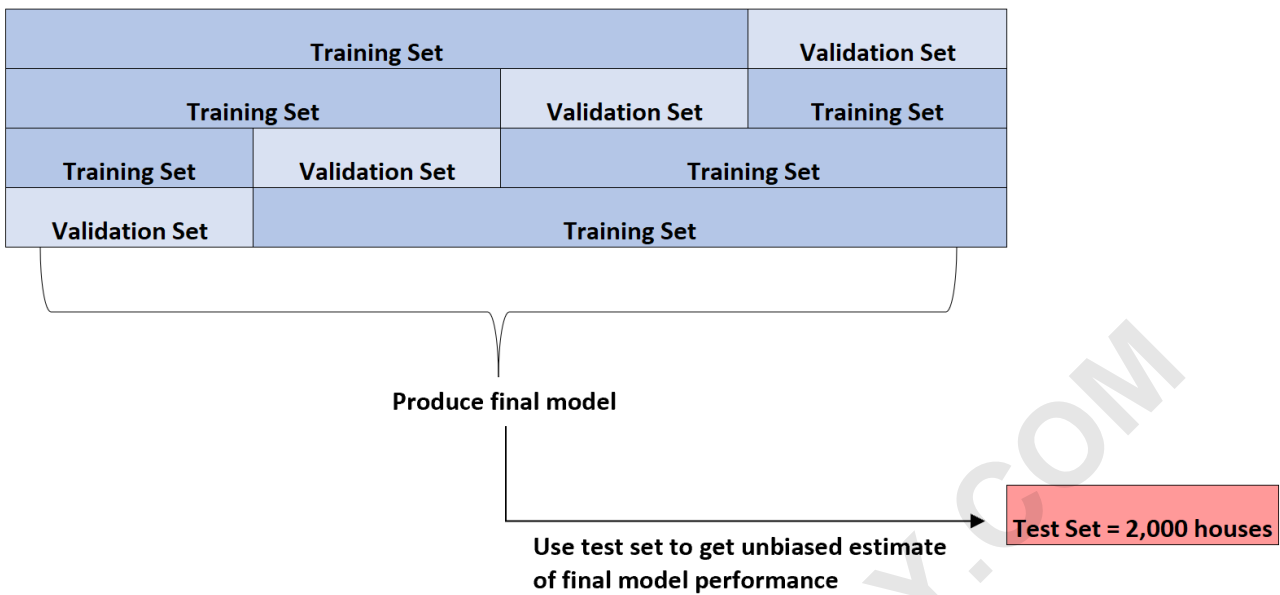 Training Set Validation Set
Training Set Validation Set Training Set
Training Set Validation Set Training Set
Validation Set Training Set
Produce final model
Test Set = 2,000 houses
Use test set to get unbiased estimate
of final model performance
Y.COM